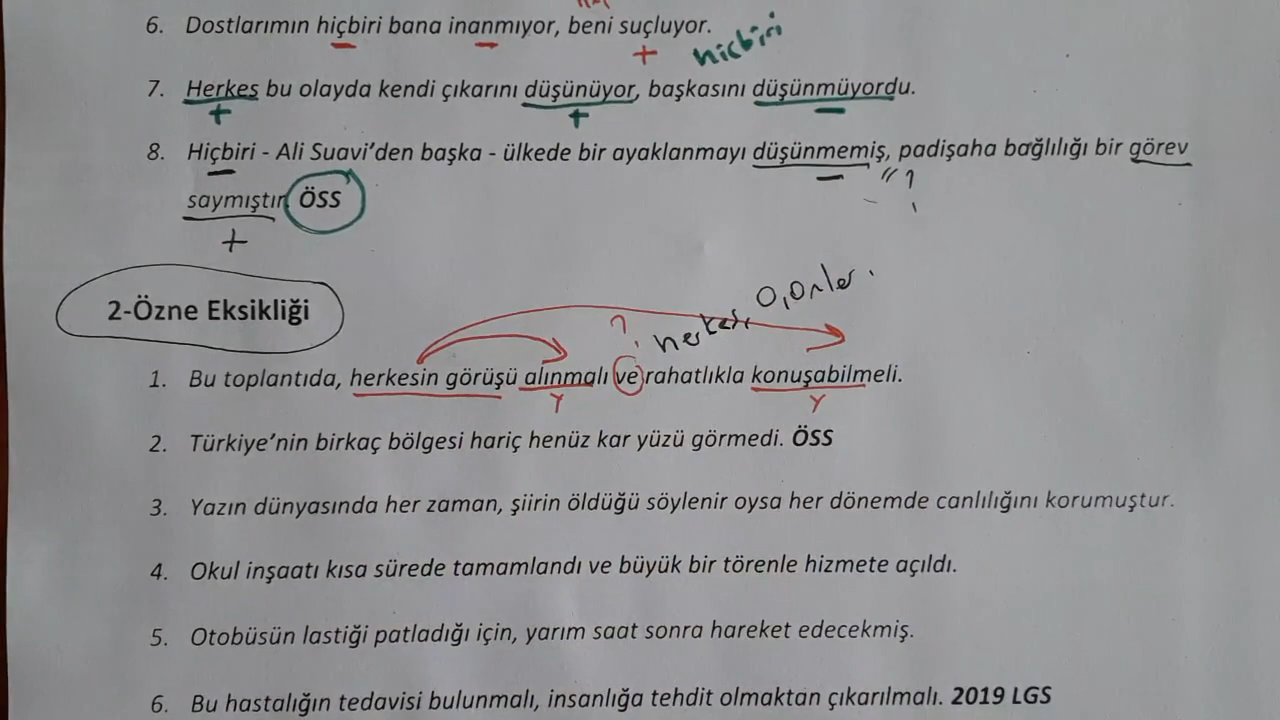 6. Dostlarımın hiçbiri bana inanmıyor, beni suçluyor.
+ hiçbiri
7. Herkes bu olayda kendi çıkarını düşünüyor, başkasını düşünmüyordu.
+ + -
8. Hiçbiri - Ali Suavi'den başka - ülkede bir ayaklanmayı düşünmemiş, padişaha bağlılığı bir görev
- " ?
saymıştır ÖSS
+
2-Özne Eksikliği
? herkes, O, Onlar.
1. Bu toplantıda, herkesin görüşü alınmalı ve rahatlıkla konuşabilmeli.
Y Y
2. Türkiye'nin birkaç bölgesi hariç henüz kar yüzü görmedi. ÖSS
3. Yazın dünyasında her zaman, şiirin öldüğü söylenir oysa her dönemde canlılığını korumuştur.
4. Okul inşaatı kısa sürede tamamlandı ve büyük bir törenle hizmete açıldı.
5. Otobüsün lastiği patladığı için, yarım saat sonra hareket edecekmiş.
6. Bu hastalığın tedavisi bulunmalı, insanlığa tehdit olmaktan çıkarılmalı. 2019 LGS